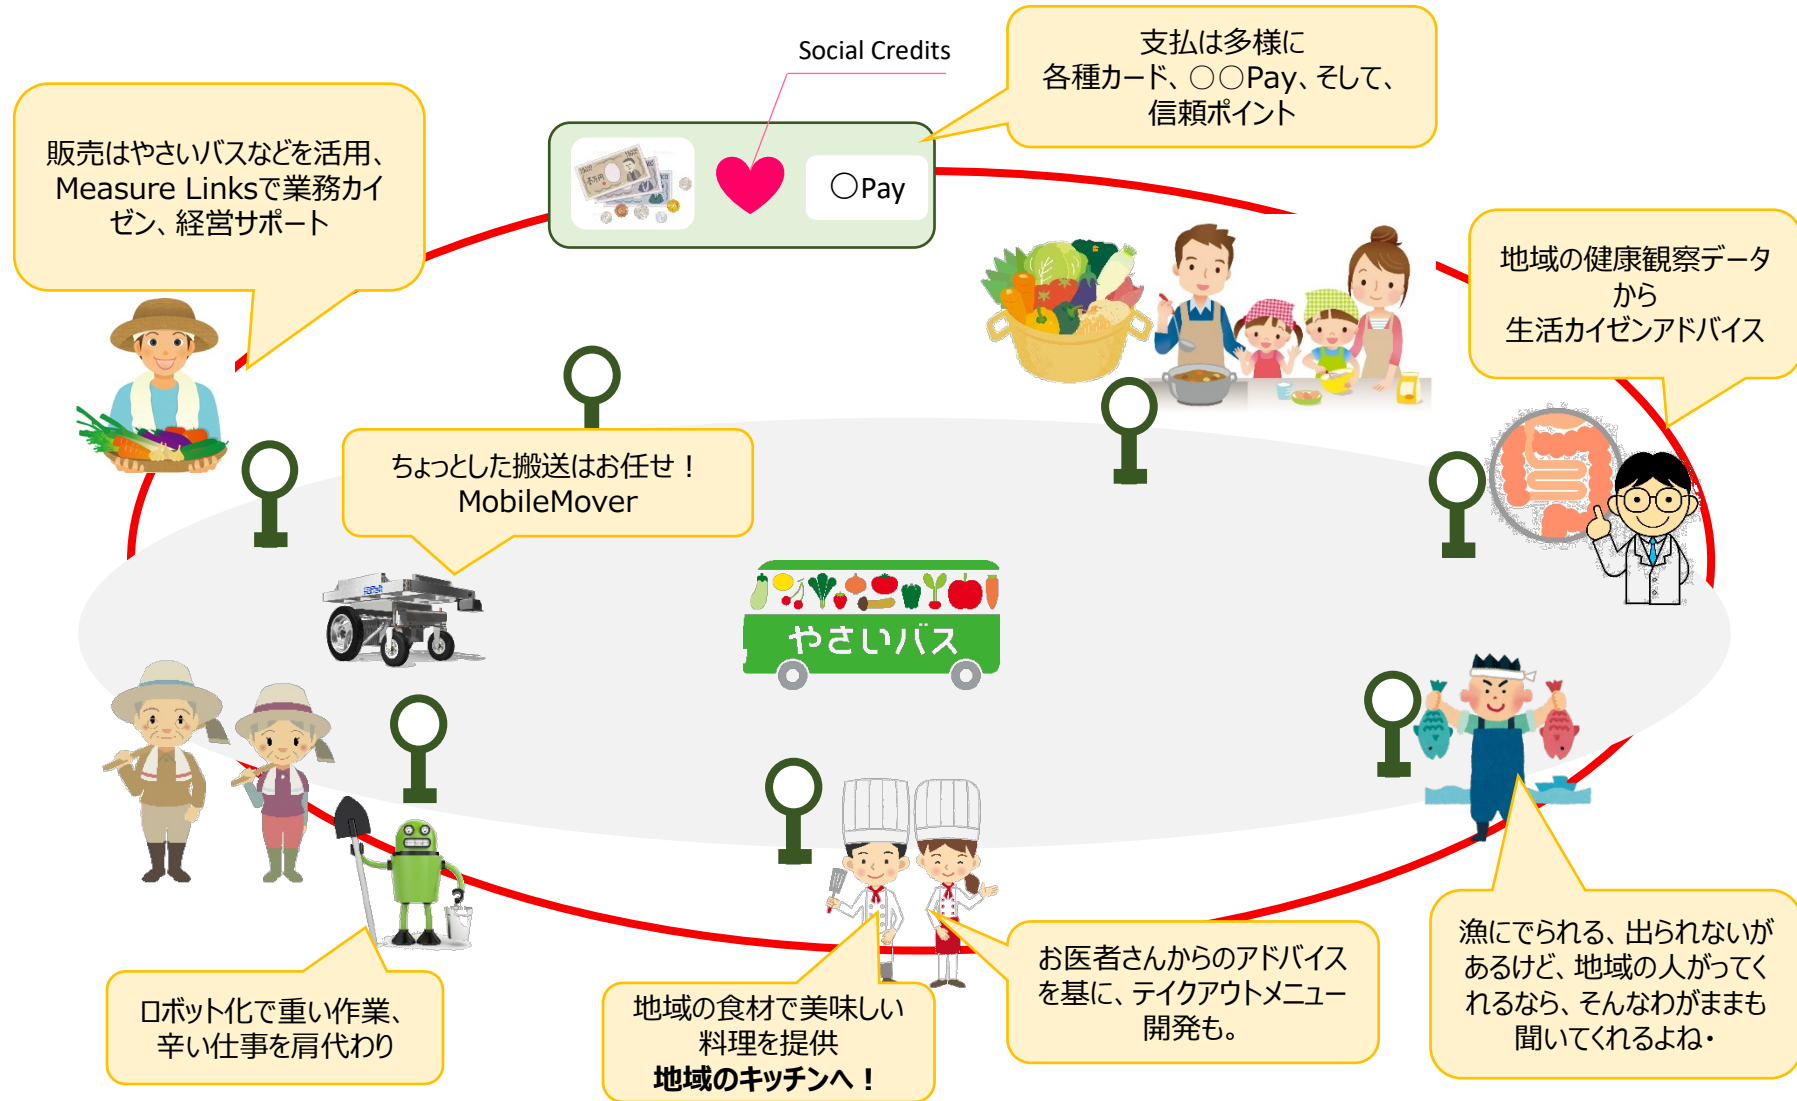 Social Credits
支払は多様に
各種カード、○○Pay、そして、
信頼ポイント
販売はやさいバスなどを活用、
Measure Linksで業務カイ
ゼン、経営サポート
○Pay
地域の健康観察データ
から
生活カイゼンアドバイス
ちょっとした搬送はお任せ！
MobileMover
やさいバス
漁にでられる、出られないが
あるけど、地域の人がってく
れるなら、そんなわがままも
聞いてくれるよね・
お医者さんからのアドバイス
を基に、テイクアウトメニュー
開発も。
ロボット化で重い作業、
辛い仕事を肩代わり
地域の食材で美味しい
料理を提供
地域のキッチンへ！